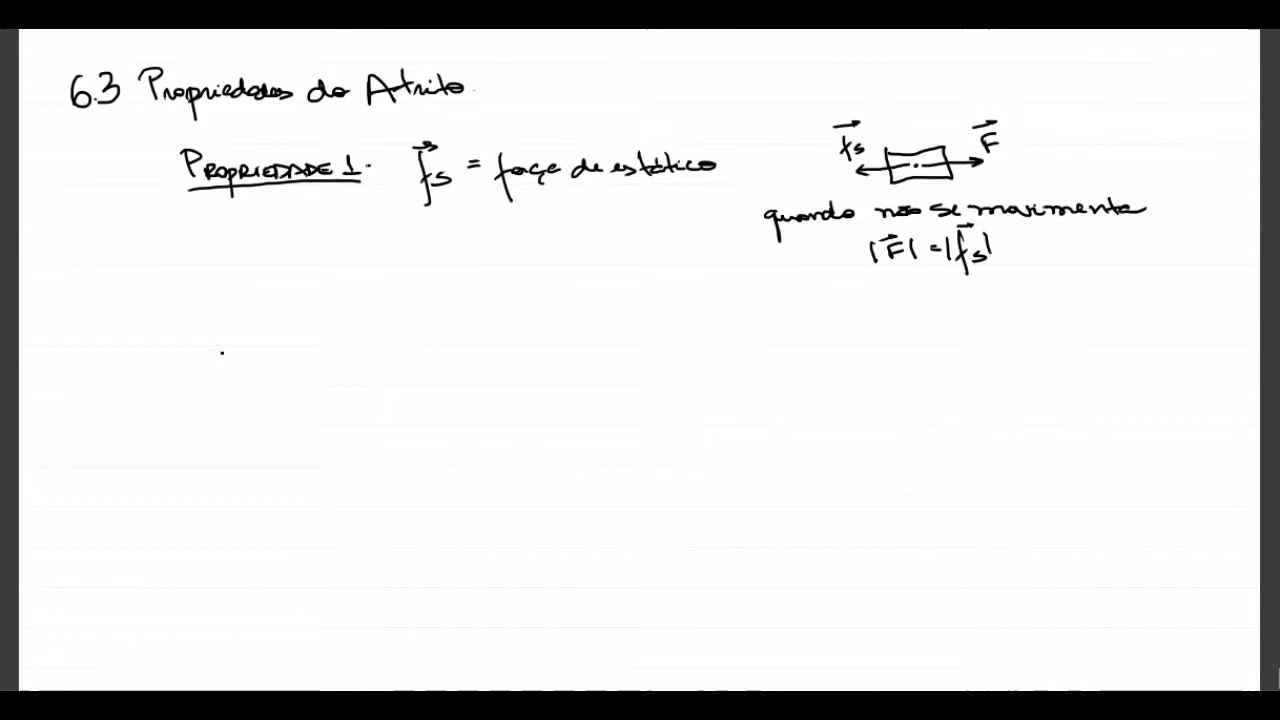 6.3 Propriedades do Atrito
PROPRIEDADE 1. f⃗s = força de estático
f⃗s F⃗
quando não se movimenta
|F⃗| = |f⃗s|